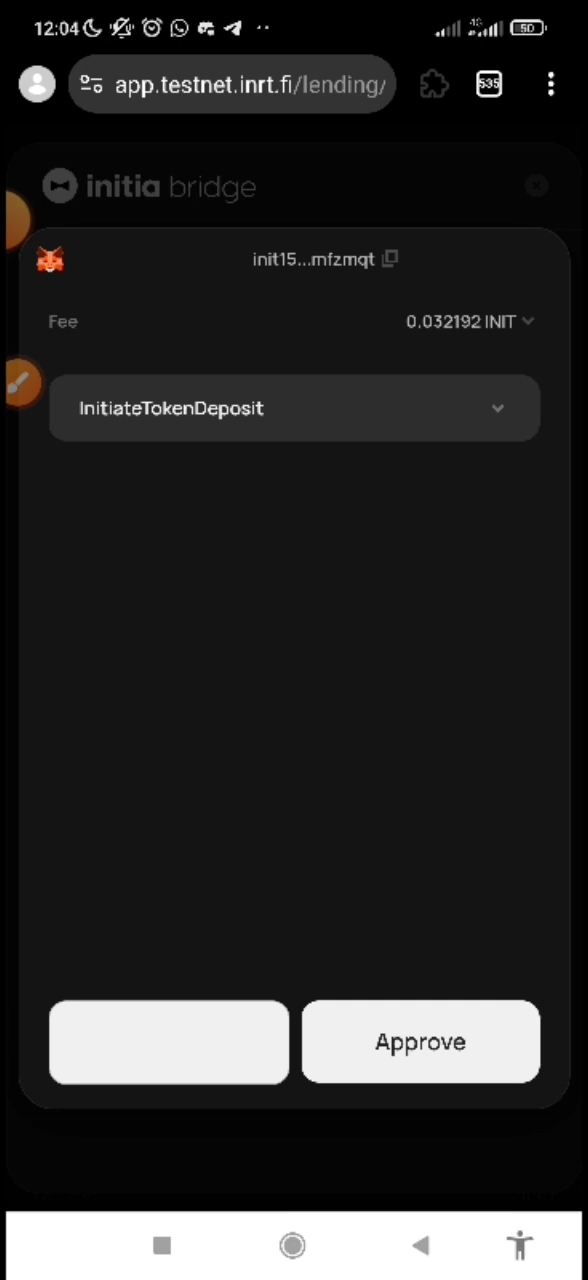 12:04
4G
50
app.testnet.inrt.fi/lending/
535
initia bridge
init15...mfzmqt
Fee
0.032192 INIT
InitiateTokenDeposit
Approve